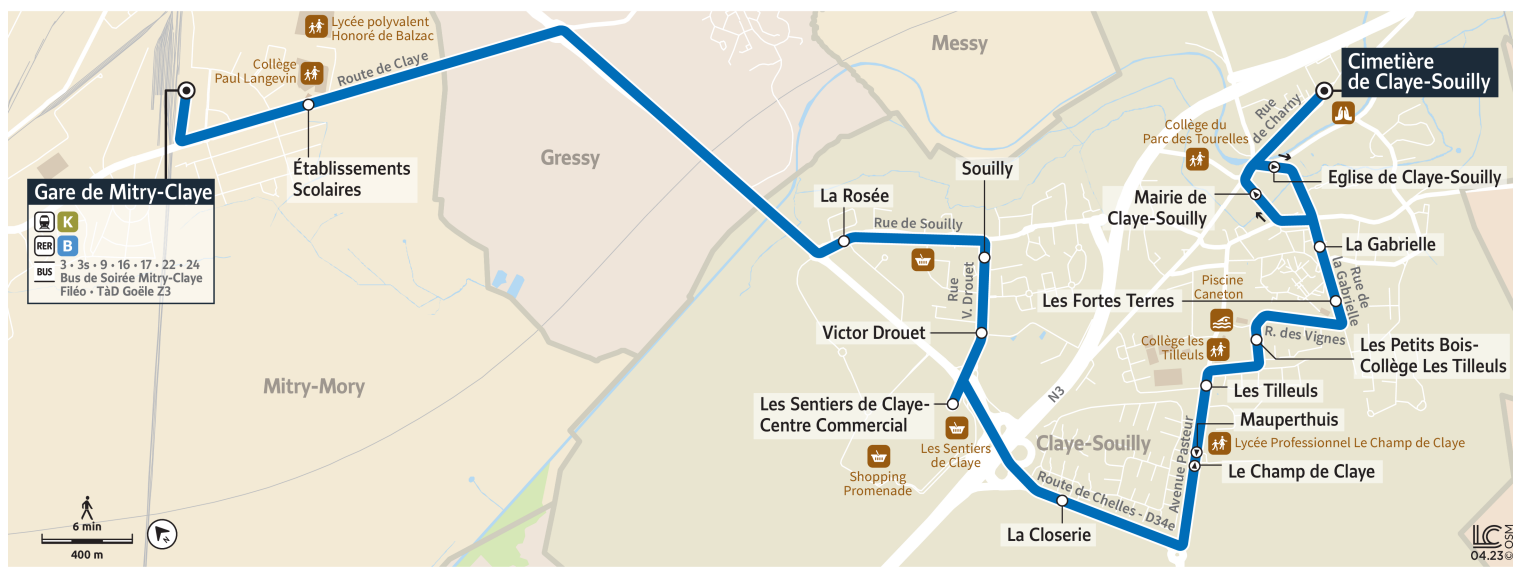 Lycée polyvalent
Honoré de Balzac
Collège
Paul Langevin
Route de Claye
Établissements
Scolaires
Gare de Mitry-Claye
K
RER
B
BUS
3 • 3s • 9 • 16 • 17 • 22 • 24
Bus de Soirée Mitry-Claye
Filéo • TàD Goële Z3
Gressy
Mitry-Mory
Messy
Cimetière
de Claye-Souilly
Rue
de Charny
Collège du
Parc des Tourelles
Eglise de Claye-Souilly
Mairie de
Claye-Souilly
La Gabrielle
Souilly
La Rosée
Rue de Souilly
Rue
V. Drouet
Victor Drouet
Les Fortes Terres
Rue de
la Gabrielle
Piscine
Caneton
R. des Vignes
Collège les
Tilleuls
Les Petits Bois-
Collège Les Tilleuls
Les Tilleuls
N3
Les Sentiers de Claye-
Centre Commercial
Les Sentiers
de Claye
Shopping
Promenade
Claye-Souilly
Mauperthuis
Lycée Professionnel Le Champ de Claye
Le Champ de Claye
Avenue Pasteur
Route de Chelles - D34e
La Closerie
6 min
400 m
N
LC
04.23 © OSM